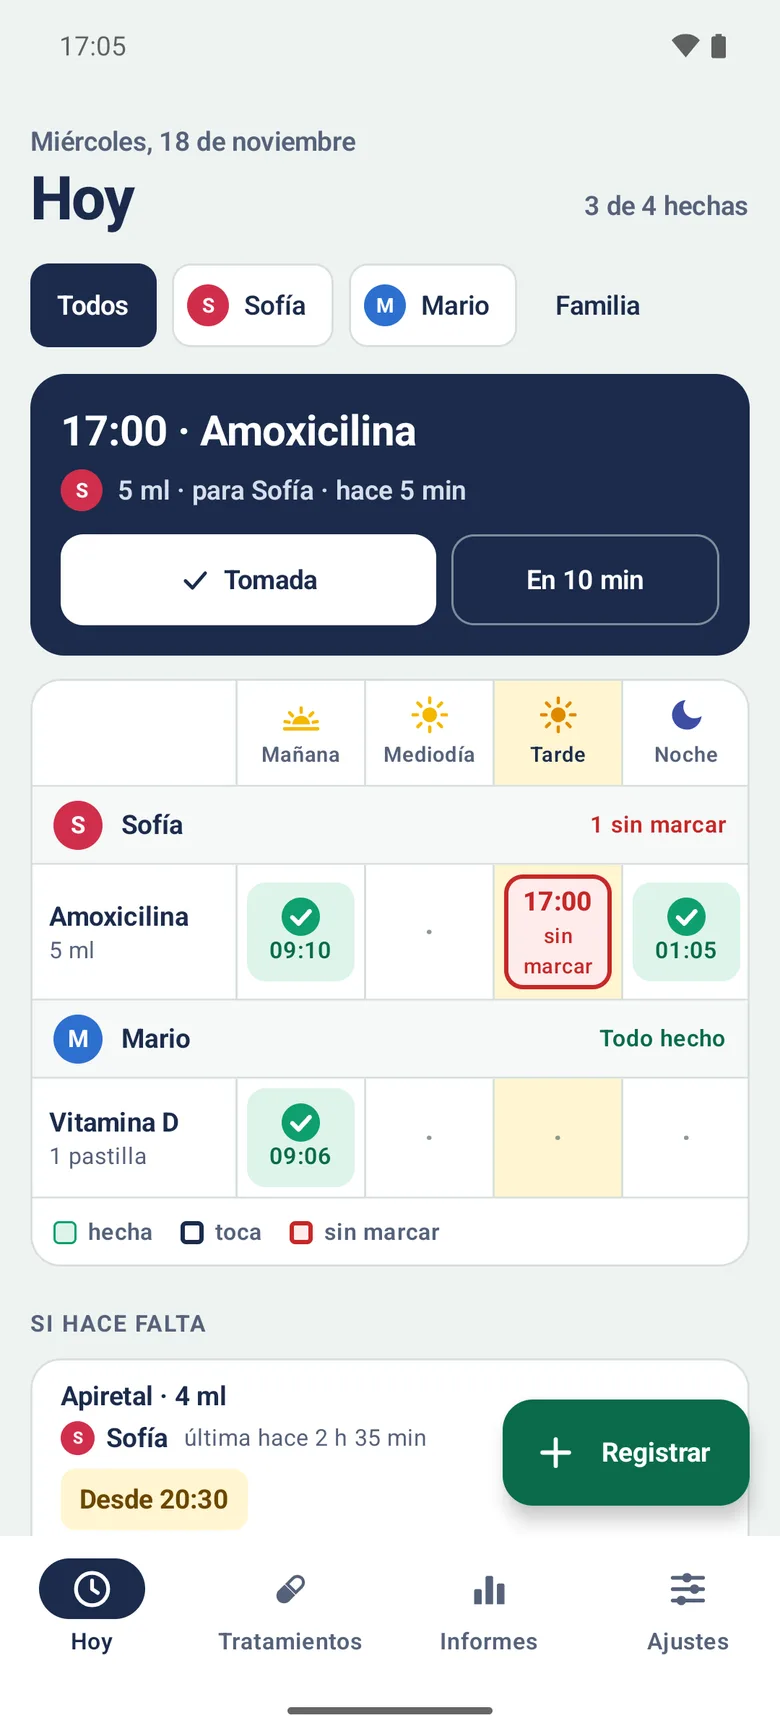 17:05
Miércoles, 18 de noviembre
Hoy
3 de 4 hechas
Todos
S Sofía
M Mario
Familia
17:00 · Amoxicilina
S 5 ml · para Sofía · hace 5 min
Tomada
En 10 min
Mañana Mediodía Tarde Noche
S Sofía 1 sin marcar
Amoxicilina
5 ml
09:10
·
17:00
sin
marcar
01:05
M Mario Todo hecho
Vitamina D
1 pastilla
09:06
· · ·
hecha toca sin marcar
SI HACE FALTA
Apiretal · 4 ml
S Sofía última hace 2 h 35 min
Desde 20:30
Registrar
Hoy Tratamientos Informes Ajustes